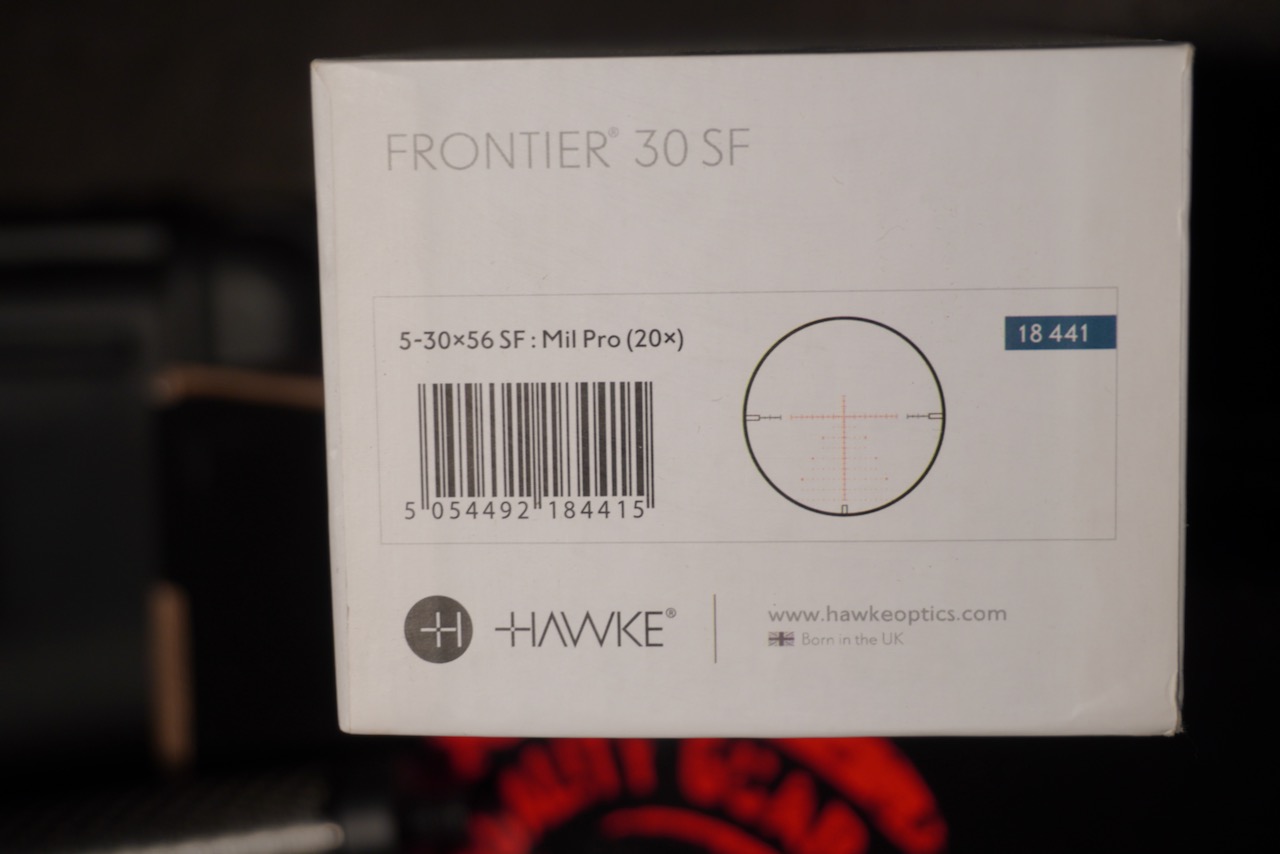 FRONTIER® 30 SF
5-30×56 SF : Mil Pro (20×)
18 441
5 054492 184415
HAWKE®
www.hawkeoptics.com
Born in the UK
GEAR